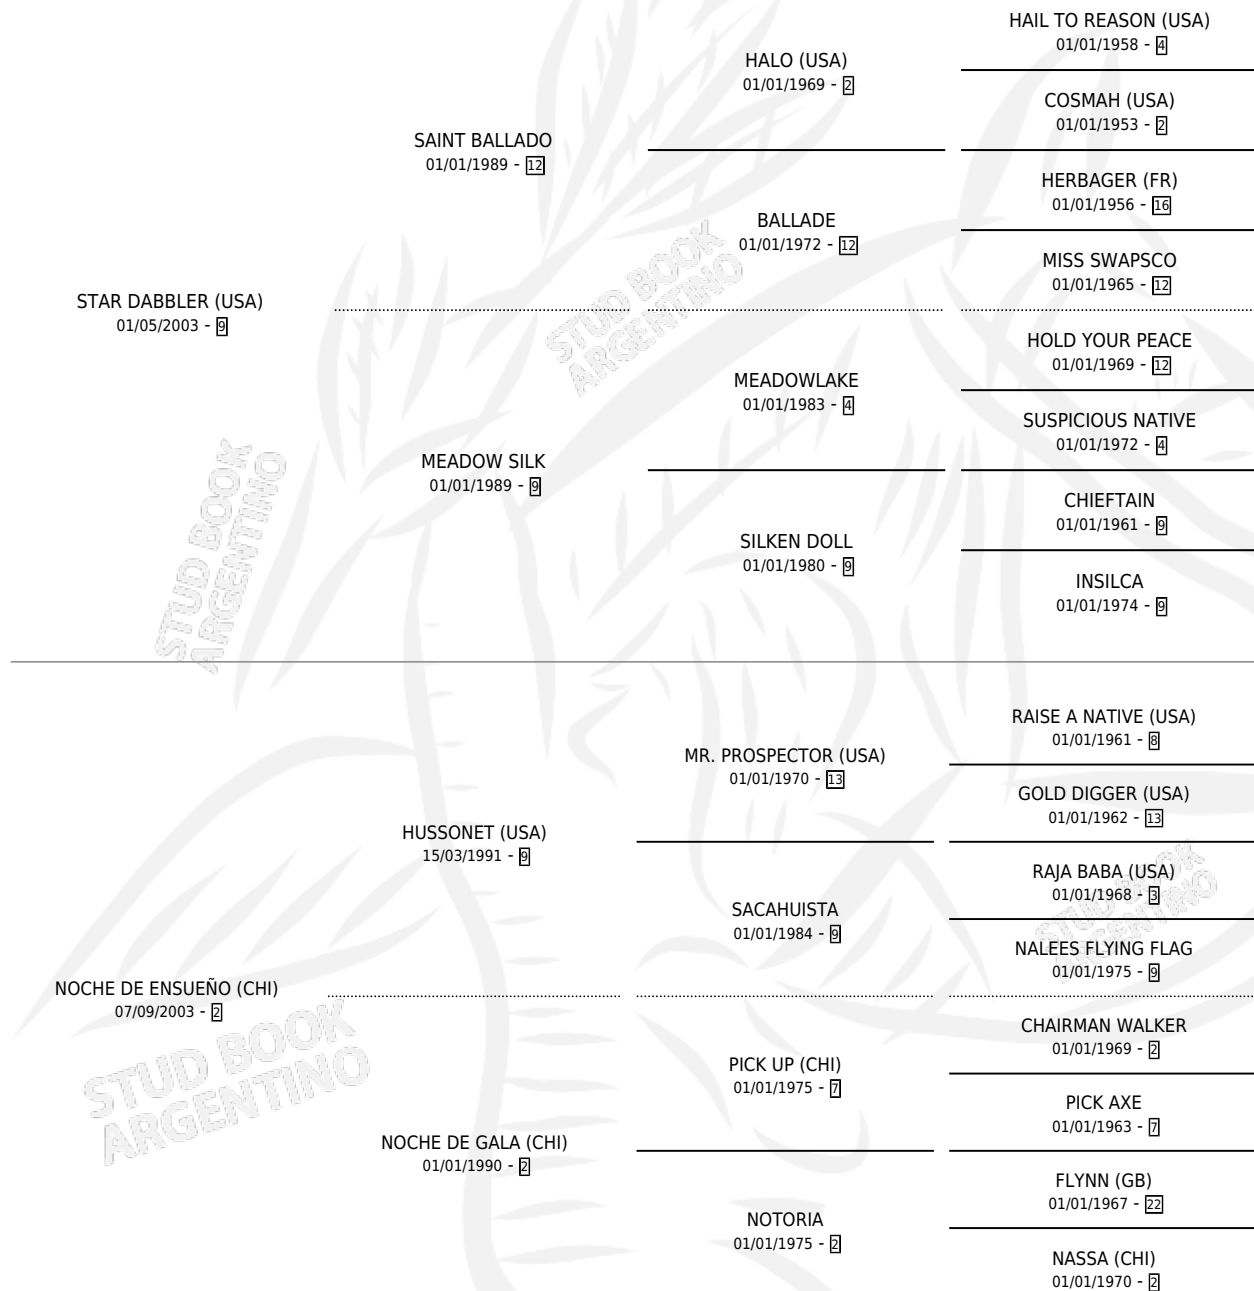 HAIL TO REASON (USA)
01/01/1958 - 4
HALO (USA)
01/01/1969 - 2
COSMAH (USA)
01/01/1953 - 2
SAINT BALLADO
01/01/1989 - 12
HERBAGER (FR)
01/01/1956 - 16
BALLADE
01/01/1972 - 12
MISS SWAPSCO
01/01/1965 - 12
STAR DABBLER (USA)
01/05/2003 - 9
HOLD YOUR PEACE
01/01/1969 - 12
MEADOWLAKE
01/01/1983 - 4
SUSPICIOUS NATIVE
01/01/1972 - 4
MEADOW SILK
01/01/1989 - 9
CHIEFTAIN
01/01/1961 - 9
SILKEN DOLL
01/01/1980 - 9
INSILCA
01/01/1974 - 9
RAISE A NATIVE (USA)
01/01/1961 - 8
MR. PROSPECTOR (USA)
01/01/1970 - 13
GOLD DIGGER (USA)
01/01/1962 - 13
HUSSONET (USA)
15/03/1991 - 9
RAJA BABA (USA)
01/01/1968 - 3
SACAHUISTA
01/01/1984 - 9
NALEES FLYING FLAG
01/01/1975 - 9
NOCHE DE ENSUEÑO (CHI)
07/09/2003 - 2
CHAIRMAN WALKER
01/01/1969 - 2
PICK UP (CHI)
01/01/1975 - 7
PICK AXE
01/01/1963 - 7
NOCHE DE GALA (CHI)
01/01/1990 - 2
FLYNN (GB)
01/01/1967 - 22
NOTORIA
01/01/1975 - 2
NASSA (CHI)
01/01/1970 - 2
STUD BOOK
ARGENTINO
STUD BOOK
ARGENTINO
STUD BOOK
ARGENTINO
STUD BOOK
ARGENTINO